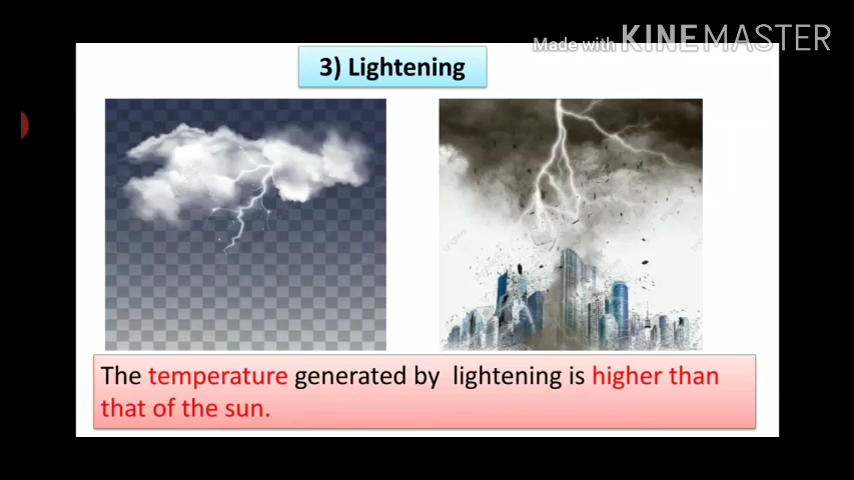 Made with KINEMASTER
3) Lightening
The temperature generated by lightening is higher than
that of the sun.